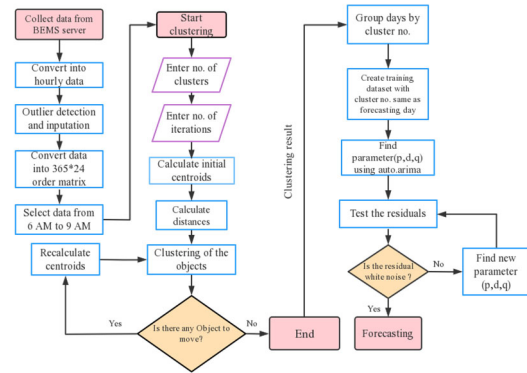 Collect data from
BEMS server
Convert into
hourly data
Outlier detection
and inputation
Convert data
into 365*24
order matrix
Select data from
6 AM to 9 AM
Start
clustering
Enter no. of
clusters
Enter no. of
iterations
Calculate initial
centroids
Calculate
distances
Clustering of the
objects
Recalculate
centroids
Is there any Object to
move?
Yes
No
End
Clustering result
Group days by
cluster no.
Create training
dataset with
cluster no. same as
forecasting day
Find
parameter(p,d,q)
using auto.arima
Test the residuals
Is the residual
white noise ?
No
Find new
parameter
(p,d,q)
Yes
Forecasting